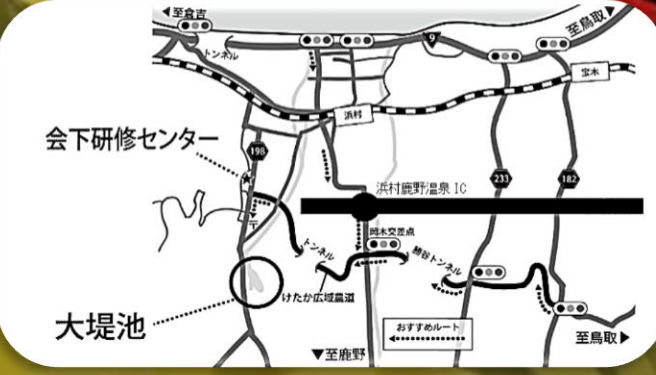 ◀至倉吉
至鳥取▶
トンネル
9
宝木
浜村
会下研修センター
198
233
182
浜村鹿野温泉 IC
〒
岡木交差点
トンネル
勝谷トンネル
けたか広域農道
大堤池
おすすめルート
至鳥取▶
▼至鹿野